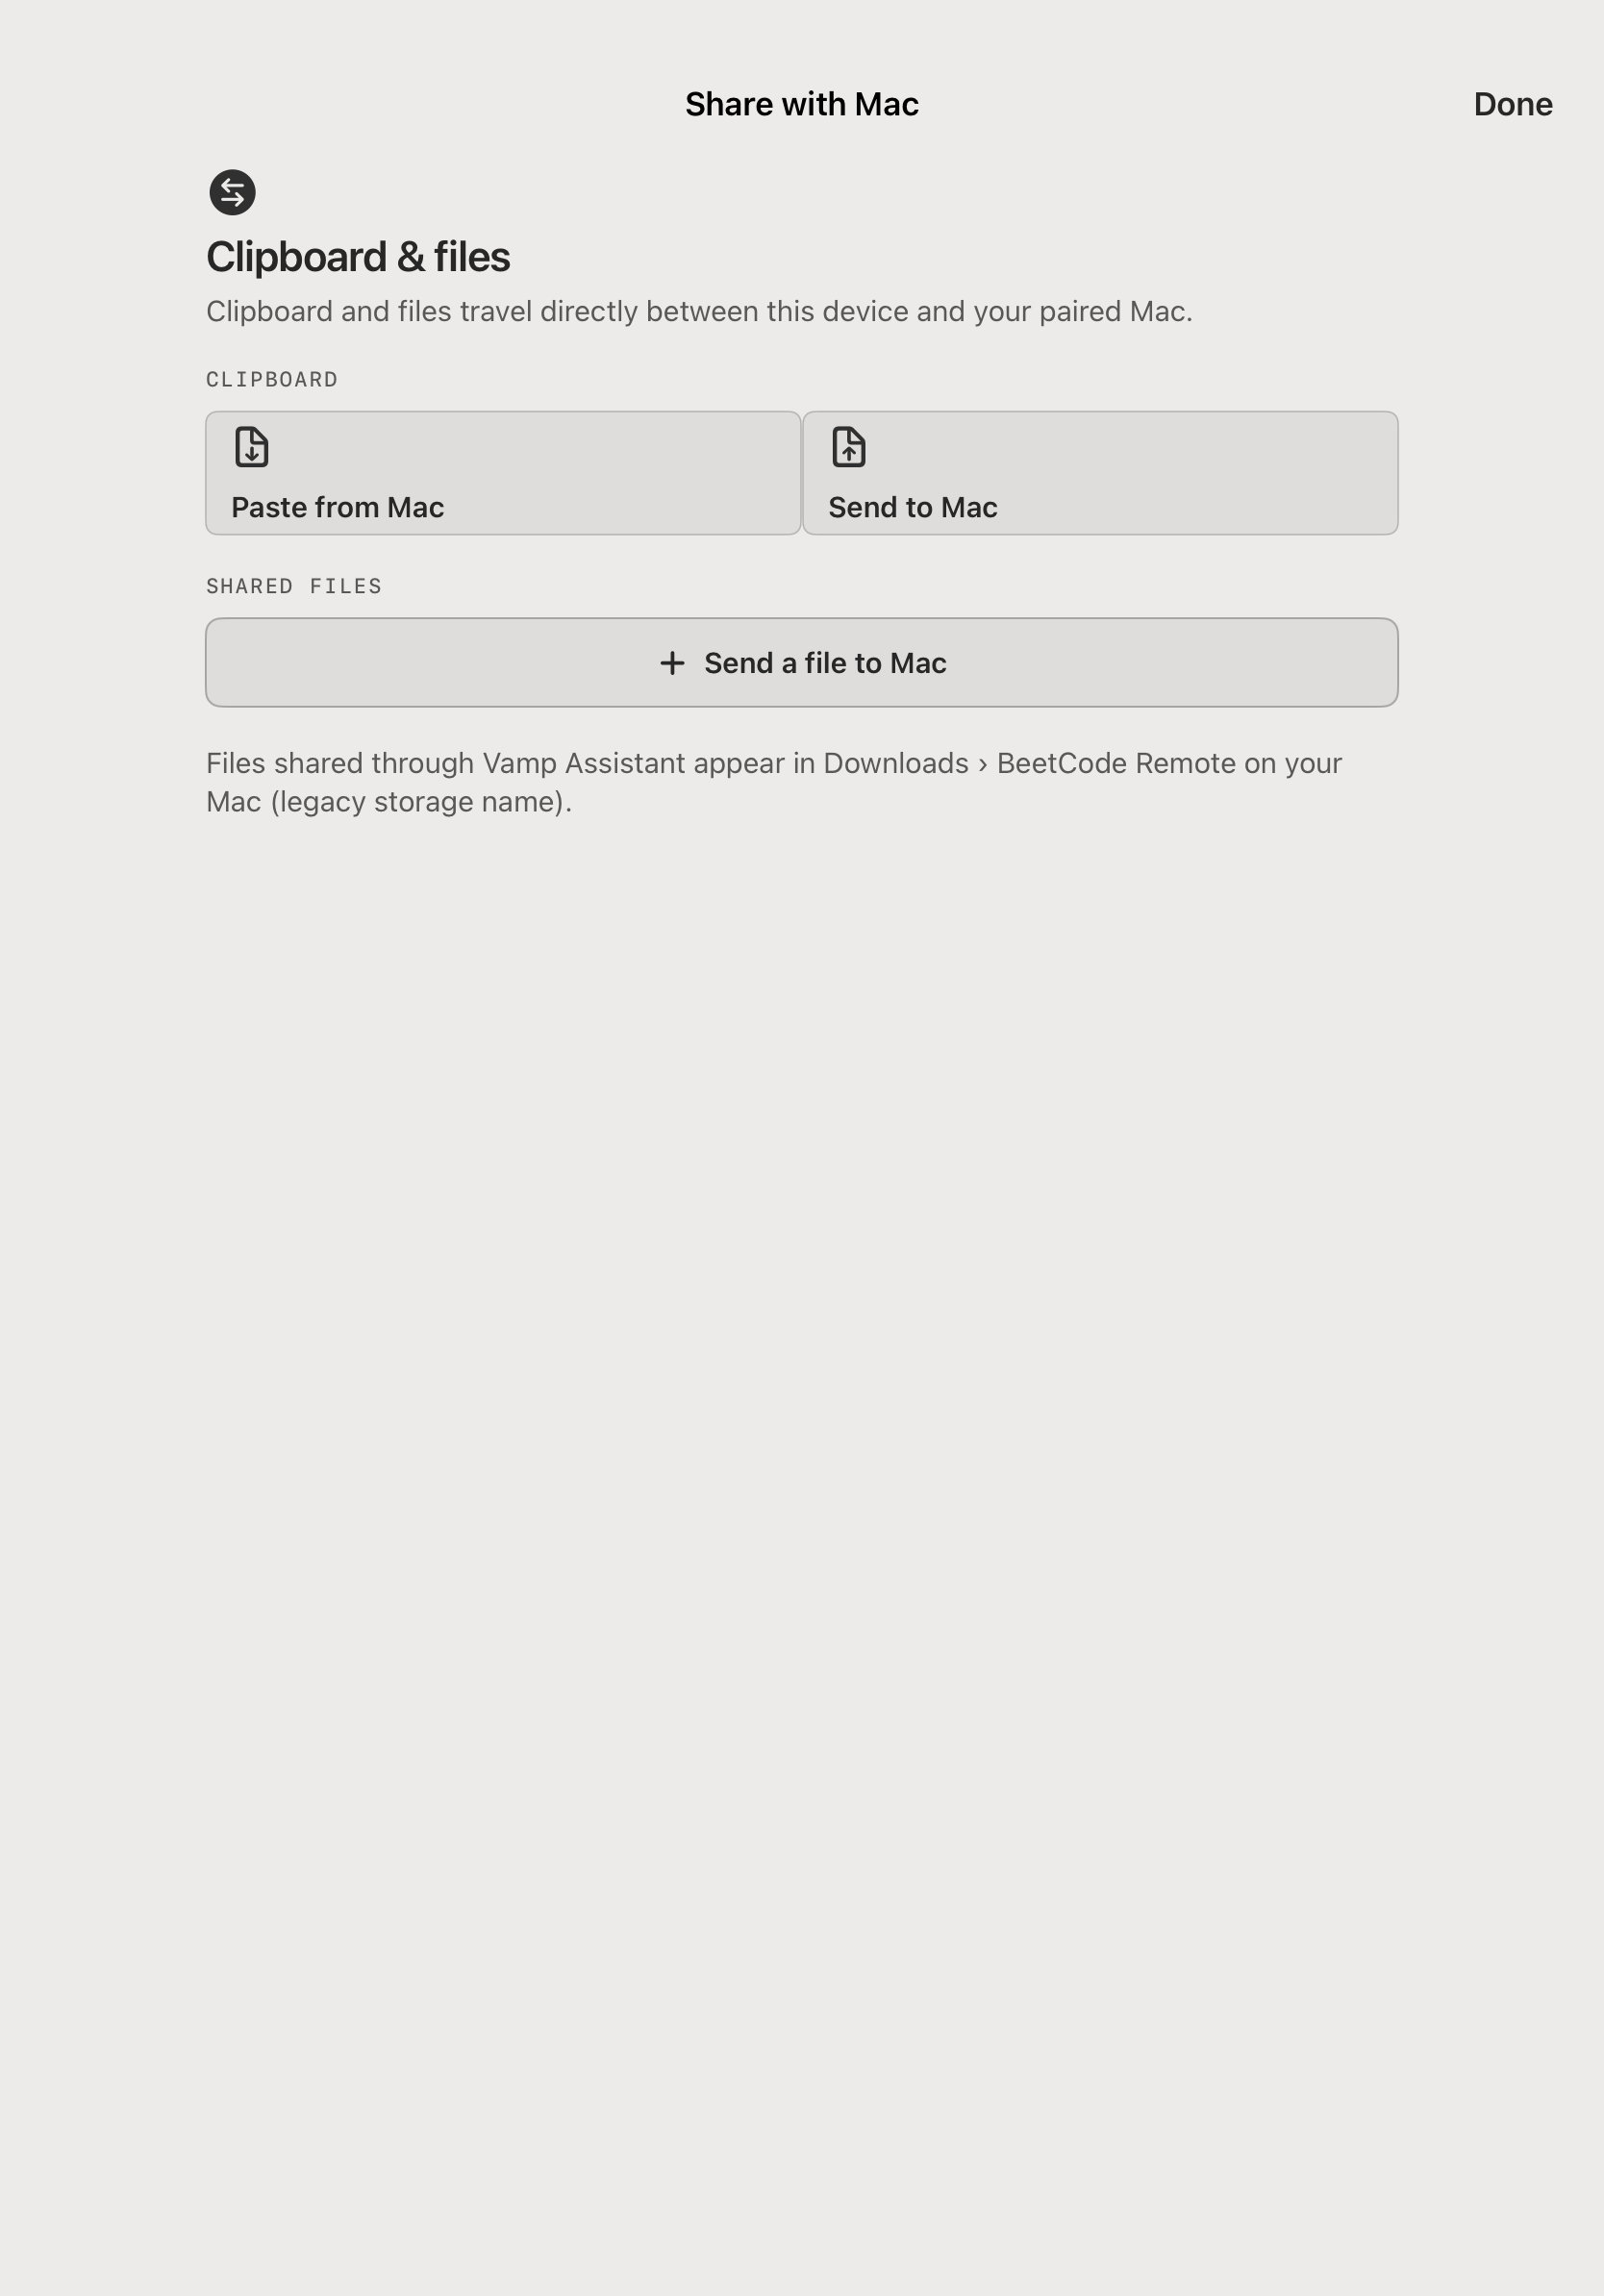 Share with Mac
Done
Clipboard & files
Clipboard and files travel directly between this device and your paired Mac.
CLIPBOARD
Paste from Mac
Send to Mac
SHARED FILES
Send a file to Mac
Files shared through Vamp Assistant appear in Downloads › BeetCode Remote on your
Mac (legacy storage name).